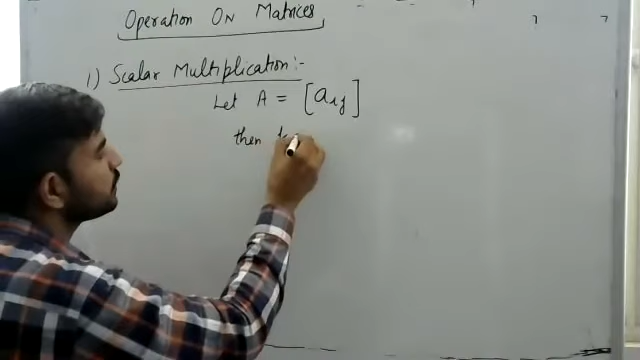 Operation On Matrices
1) Scalar Multiplication:-
Let A = [aij]
then k